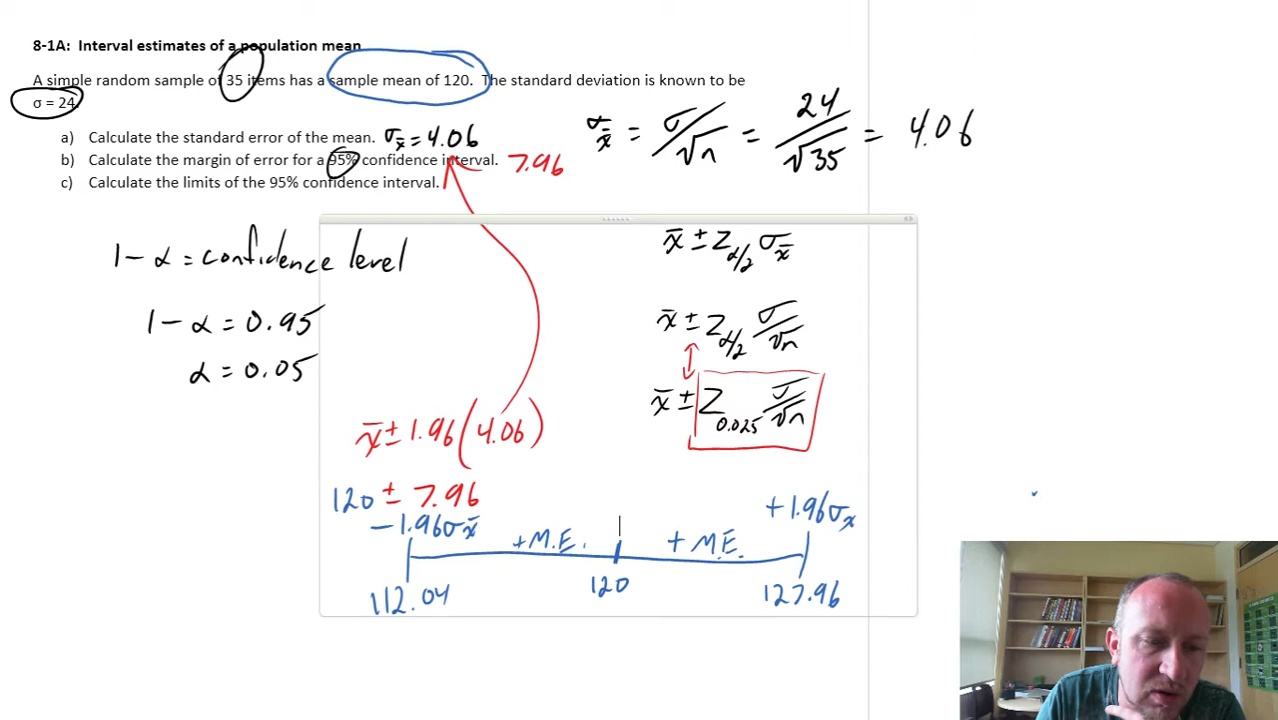 8-1A: Interval estimates of a population mean
A simple random sample of 35 items has a sample mean of 120. The standard deviation is known to be
σ = 24.
a) Calculate the standard error of the mean. σx̄ = 4.06
b) Calculate the margin of error for a 95% confidence interval. 7.96
c) Calculate the limits of the 95% confidence interval.
σx̄ = σ/√n = 24/√35 = 4.06
1 - α = confidence level
1 - α = 0.95
α = 0.05
x̄ ± Zα/2 σx̄
x̄ ± Zα/2 σ/√n
x̄ ± Z0.025 σ/√n
x̄ ± 1.96 (4.06)
120 ± 7.96
-1.96σx̄
+M.E.
+M.E.
+1.96σx
112.04
120
127.96